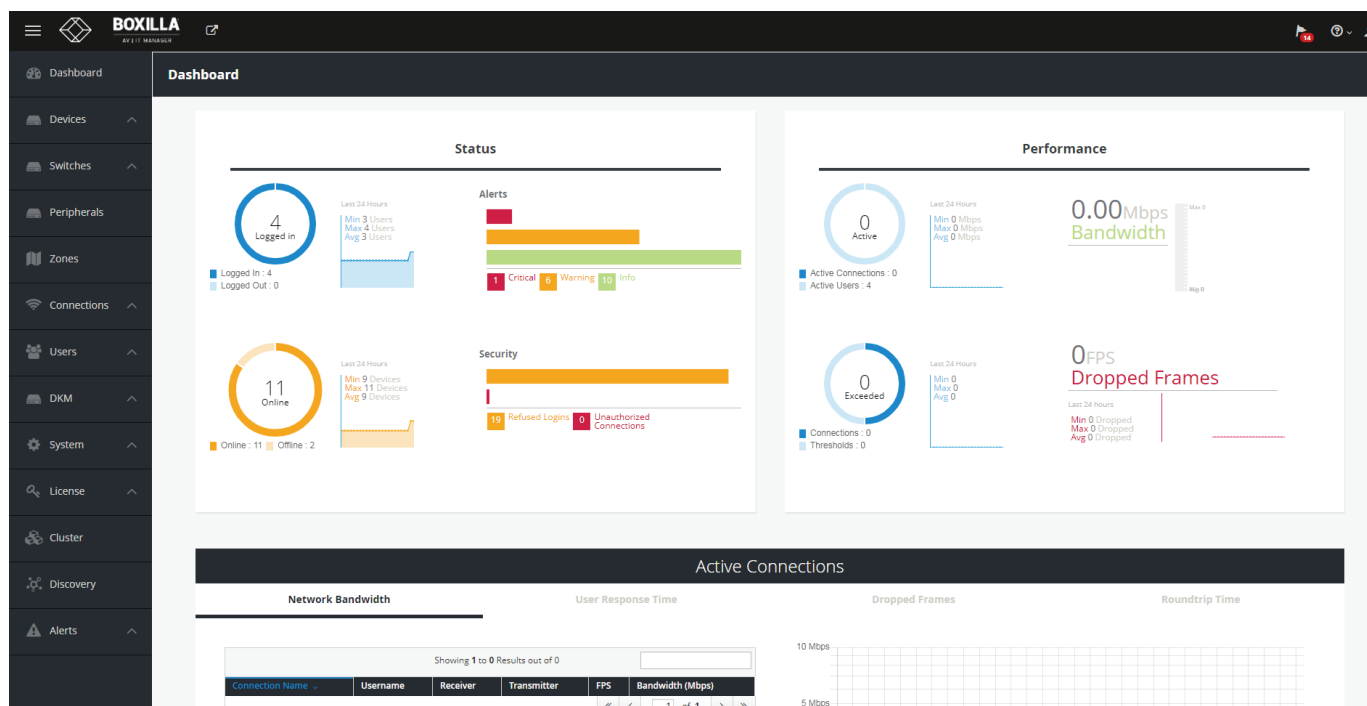 BOXILLA
AV | IT MANAGER
14
Dashboard
Devices
Switches
Peripherals
Zones
Connections
Users
DKM
System
License
Cluster
Discovery
Alerts
Dashboard
Status
4
Logged in
Logged In : 4
Logged Out : 0
Last 24 Hours
Min 3 Users
Max 4 Users
Avg 3 Users
Alerts
1 Critical 6 Warning 10 Info
11
Online
Online : 11 Offline : 2
Last 24 Hours
Min 9 Devices
Max 11 Devices
Avg 9 Devices
Security
19 Refused Logins 0 Unauthorized
Connections
Performance
0
Active
Active Connections : 0
Active Users : 4
Last 24 Hours
Min 0 Mbps
Max 0 Mbps
Avg 0 Mbps
0.00Mbps
Bandwidth
Max 0
0
Exceeded
Connections : 0
Thresholds : 0
Last 24 Hours
Min 0
Max 0
Avg 0
0FPS
Dropped Frames
Last 24 hours
Min 0 Dropped
Max 0 Dropped
Avg 0 Dropped
Active Connections
Network Bandwidth User Response Time Dropped Frames Roundtrip Time
Showing 1 to 0 Results out of 0
Connection Name Username Receiver Transmitter FPS Bandwidth (Mbps)
« ‹ 1 of 1 › »
10 Mbps
5 Mbps